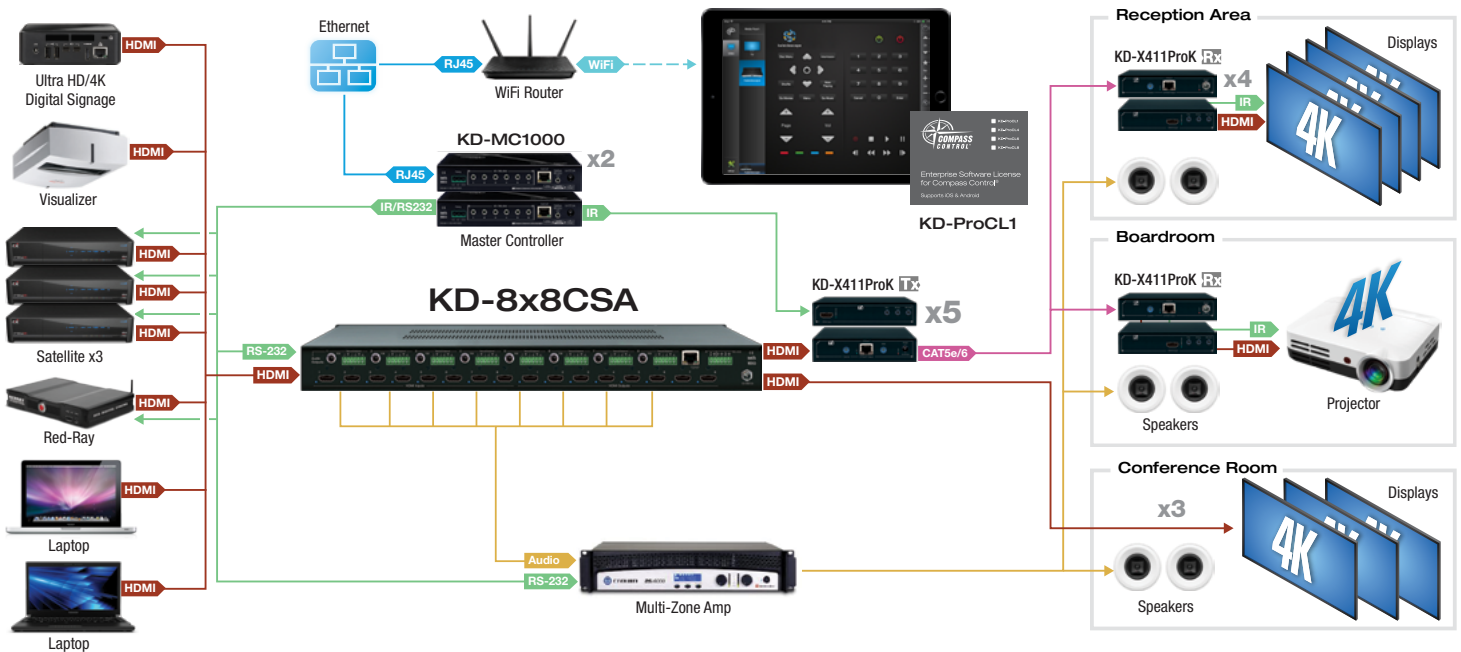 HDMI
Ultra HD/4K
Digital Signage
HDMI
Visualizer
HDMI
HDMI
HDMI
Satellite x3
HDMI
Red-Ray
HDMI
Laptop
HDMI
Laptop
Ethernet
RJ45
WiFi Router
WiFi
RJ45
KD-MC1000
x2
IR/RS232
IR
Master Controller
COMPASS
CONTROL®
KD-ProCL1
Enterprise Software License
for Compass Control®
Supports iOS & Android
KD-ProCL1
KD-8x8CSA
RS-232
HDMI
HDMI
HDMI
KD-X411ProK Tx
x5
CAT5e/6
Audio
RS-232
Multi-Zone Amp
Reception Area
Displays
KD-X411ProK Rx
x4
IR
HDMI
4K
Boardroom
KD-X411ProK Rx
IR
HDMI
4K
Projector
Speakers
Conference Room
Displays
x3
4K
Speakers